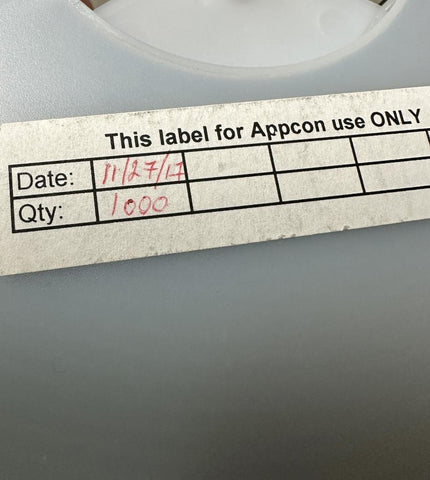 This label for Appcon use ONLY
Date: 11/27/17
Qty: 1000